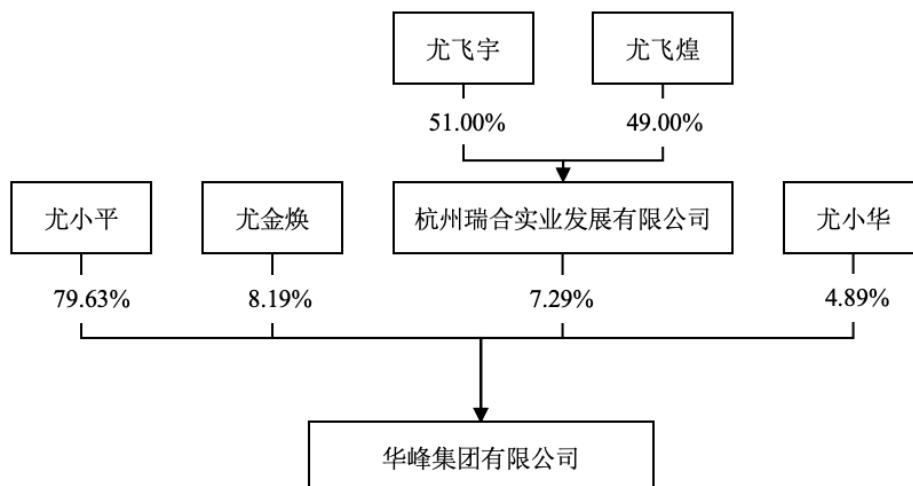 尤飞宇 尤飞煌
51.00% 49.00%
尤小平 尤金焕 杭州瑞合实业发展有限公司 尤小华
79.63% 8.19% 7.29% 4.89%
华峰集团有限公司